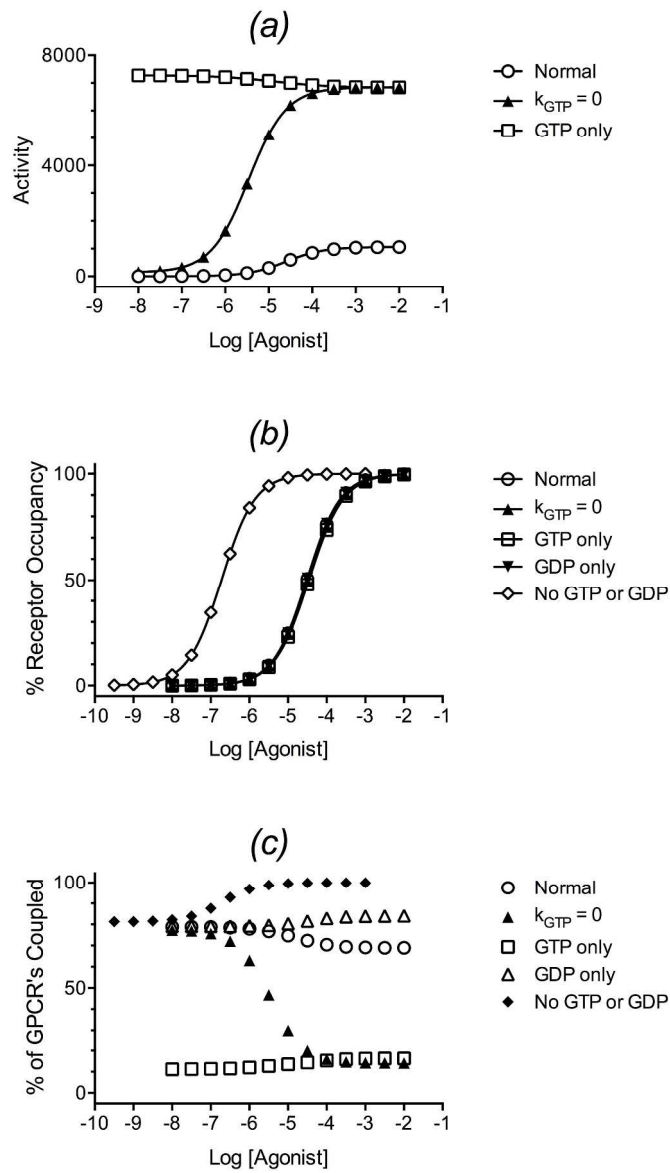 (a)
8000
4000
0
Activity
-9 -8 -7 -6 -5 -4 -3 -2 -1
Log [Agonist]
Normal
kGTP = 0
GTP only
(b)
100
50
0
% Receptor Occupancy
-10 -9 -8 -7 -6 -5 -4 -3 -2 -1
Log [Agonist]
Normal
kGTP = 0
GTP only
GDP only
No GTP or GDP
(c)
100
50
0
% of GPCR's Coupled
-10 -9 -8 -7 -6 -5 -4 -3 -2 -1
Log [Agonist]
Normal
kGTP = 0
GTP only
GDP only
No GTP or GDP